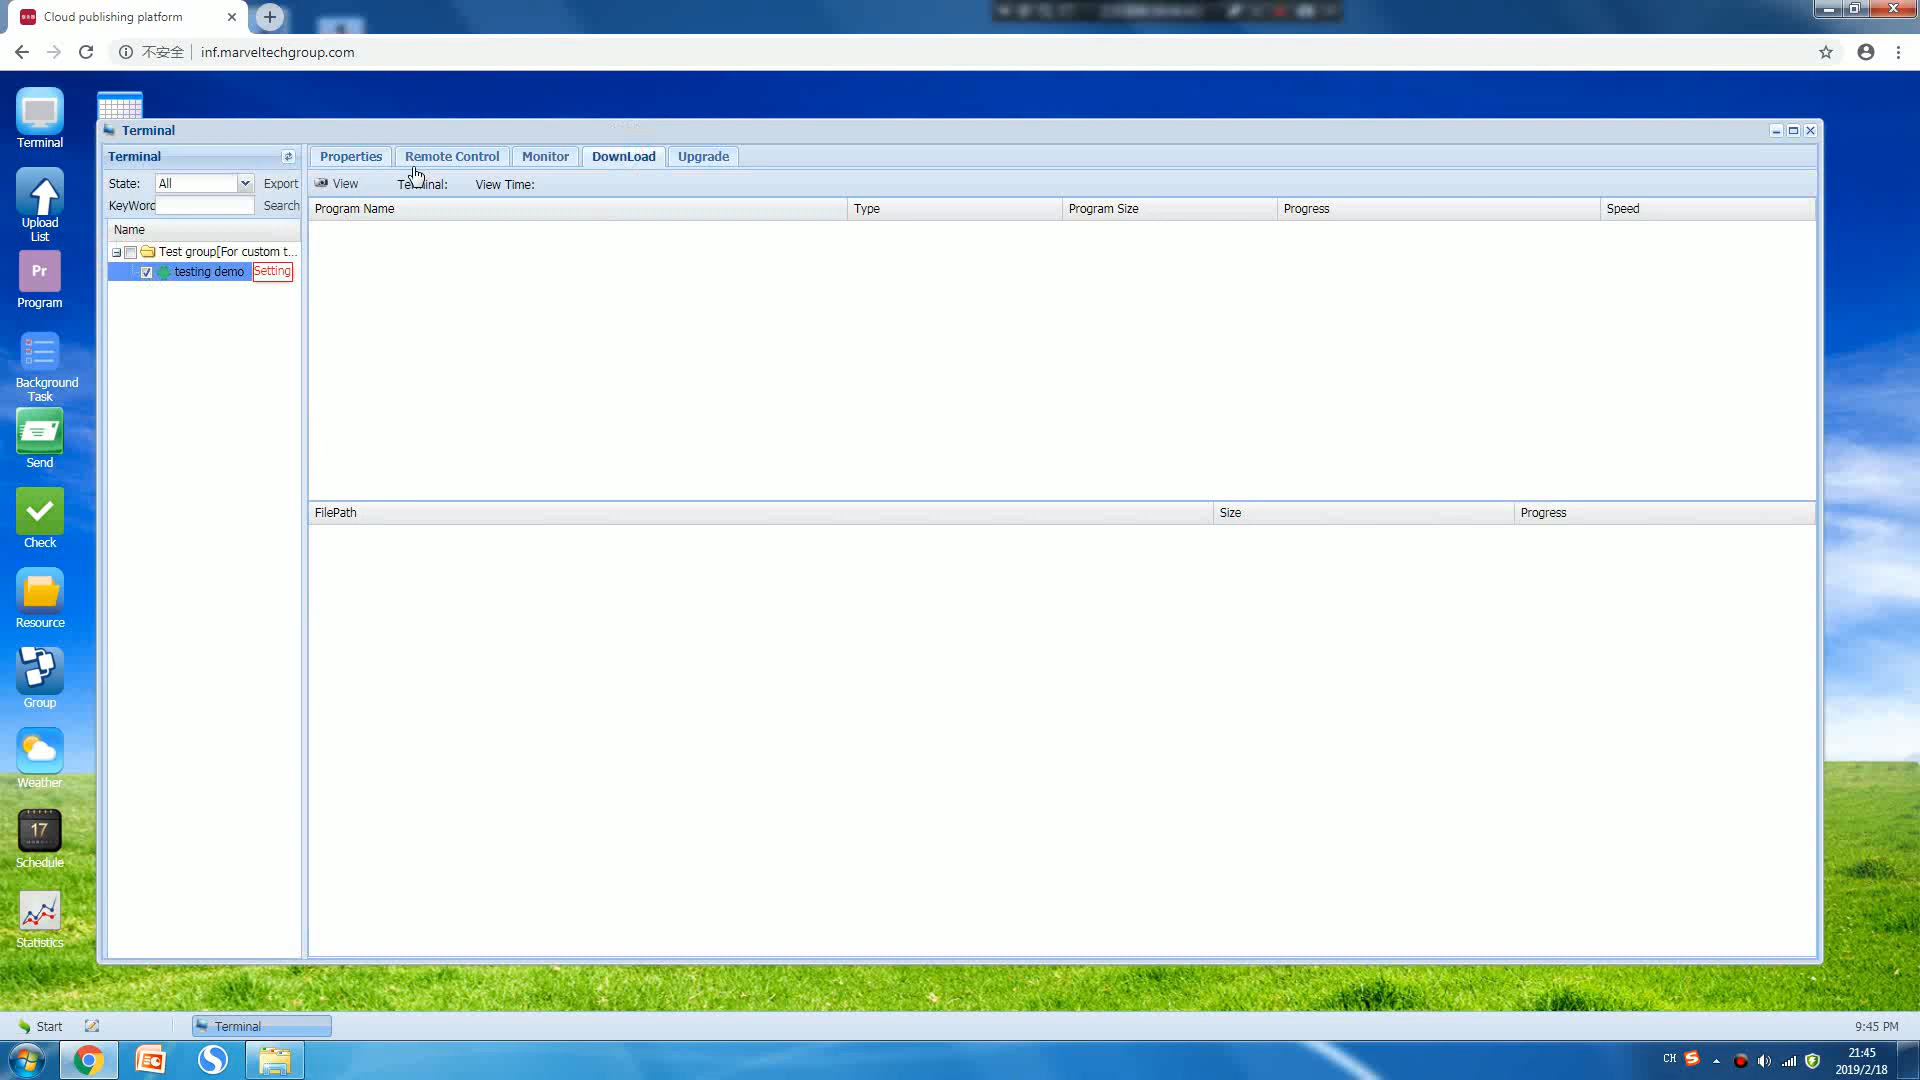 Cloud publishing platform
不安全 inf.marveltechgroup.com
Terminal
Upload
List
Pr
Program
Background
Task
Send
Check
Resource
Group
Weather
17
Schedule
Statistics
Terminal
Terminal
State: All Export
KeyWord Search
Name
Test group[For custom t...
testing demo Setting
Properties Remote Control Monitor DownLoad Upgrade
View Terminal: View Time:
Program Name Type Program Size Progress Speed
FilePath Size Progress
Start Terminal 9:45 PM
CH 21:45
2019/2/18